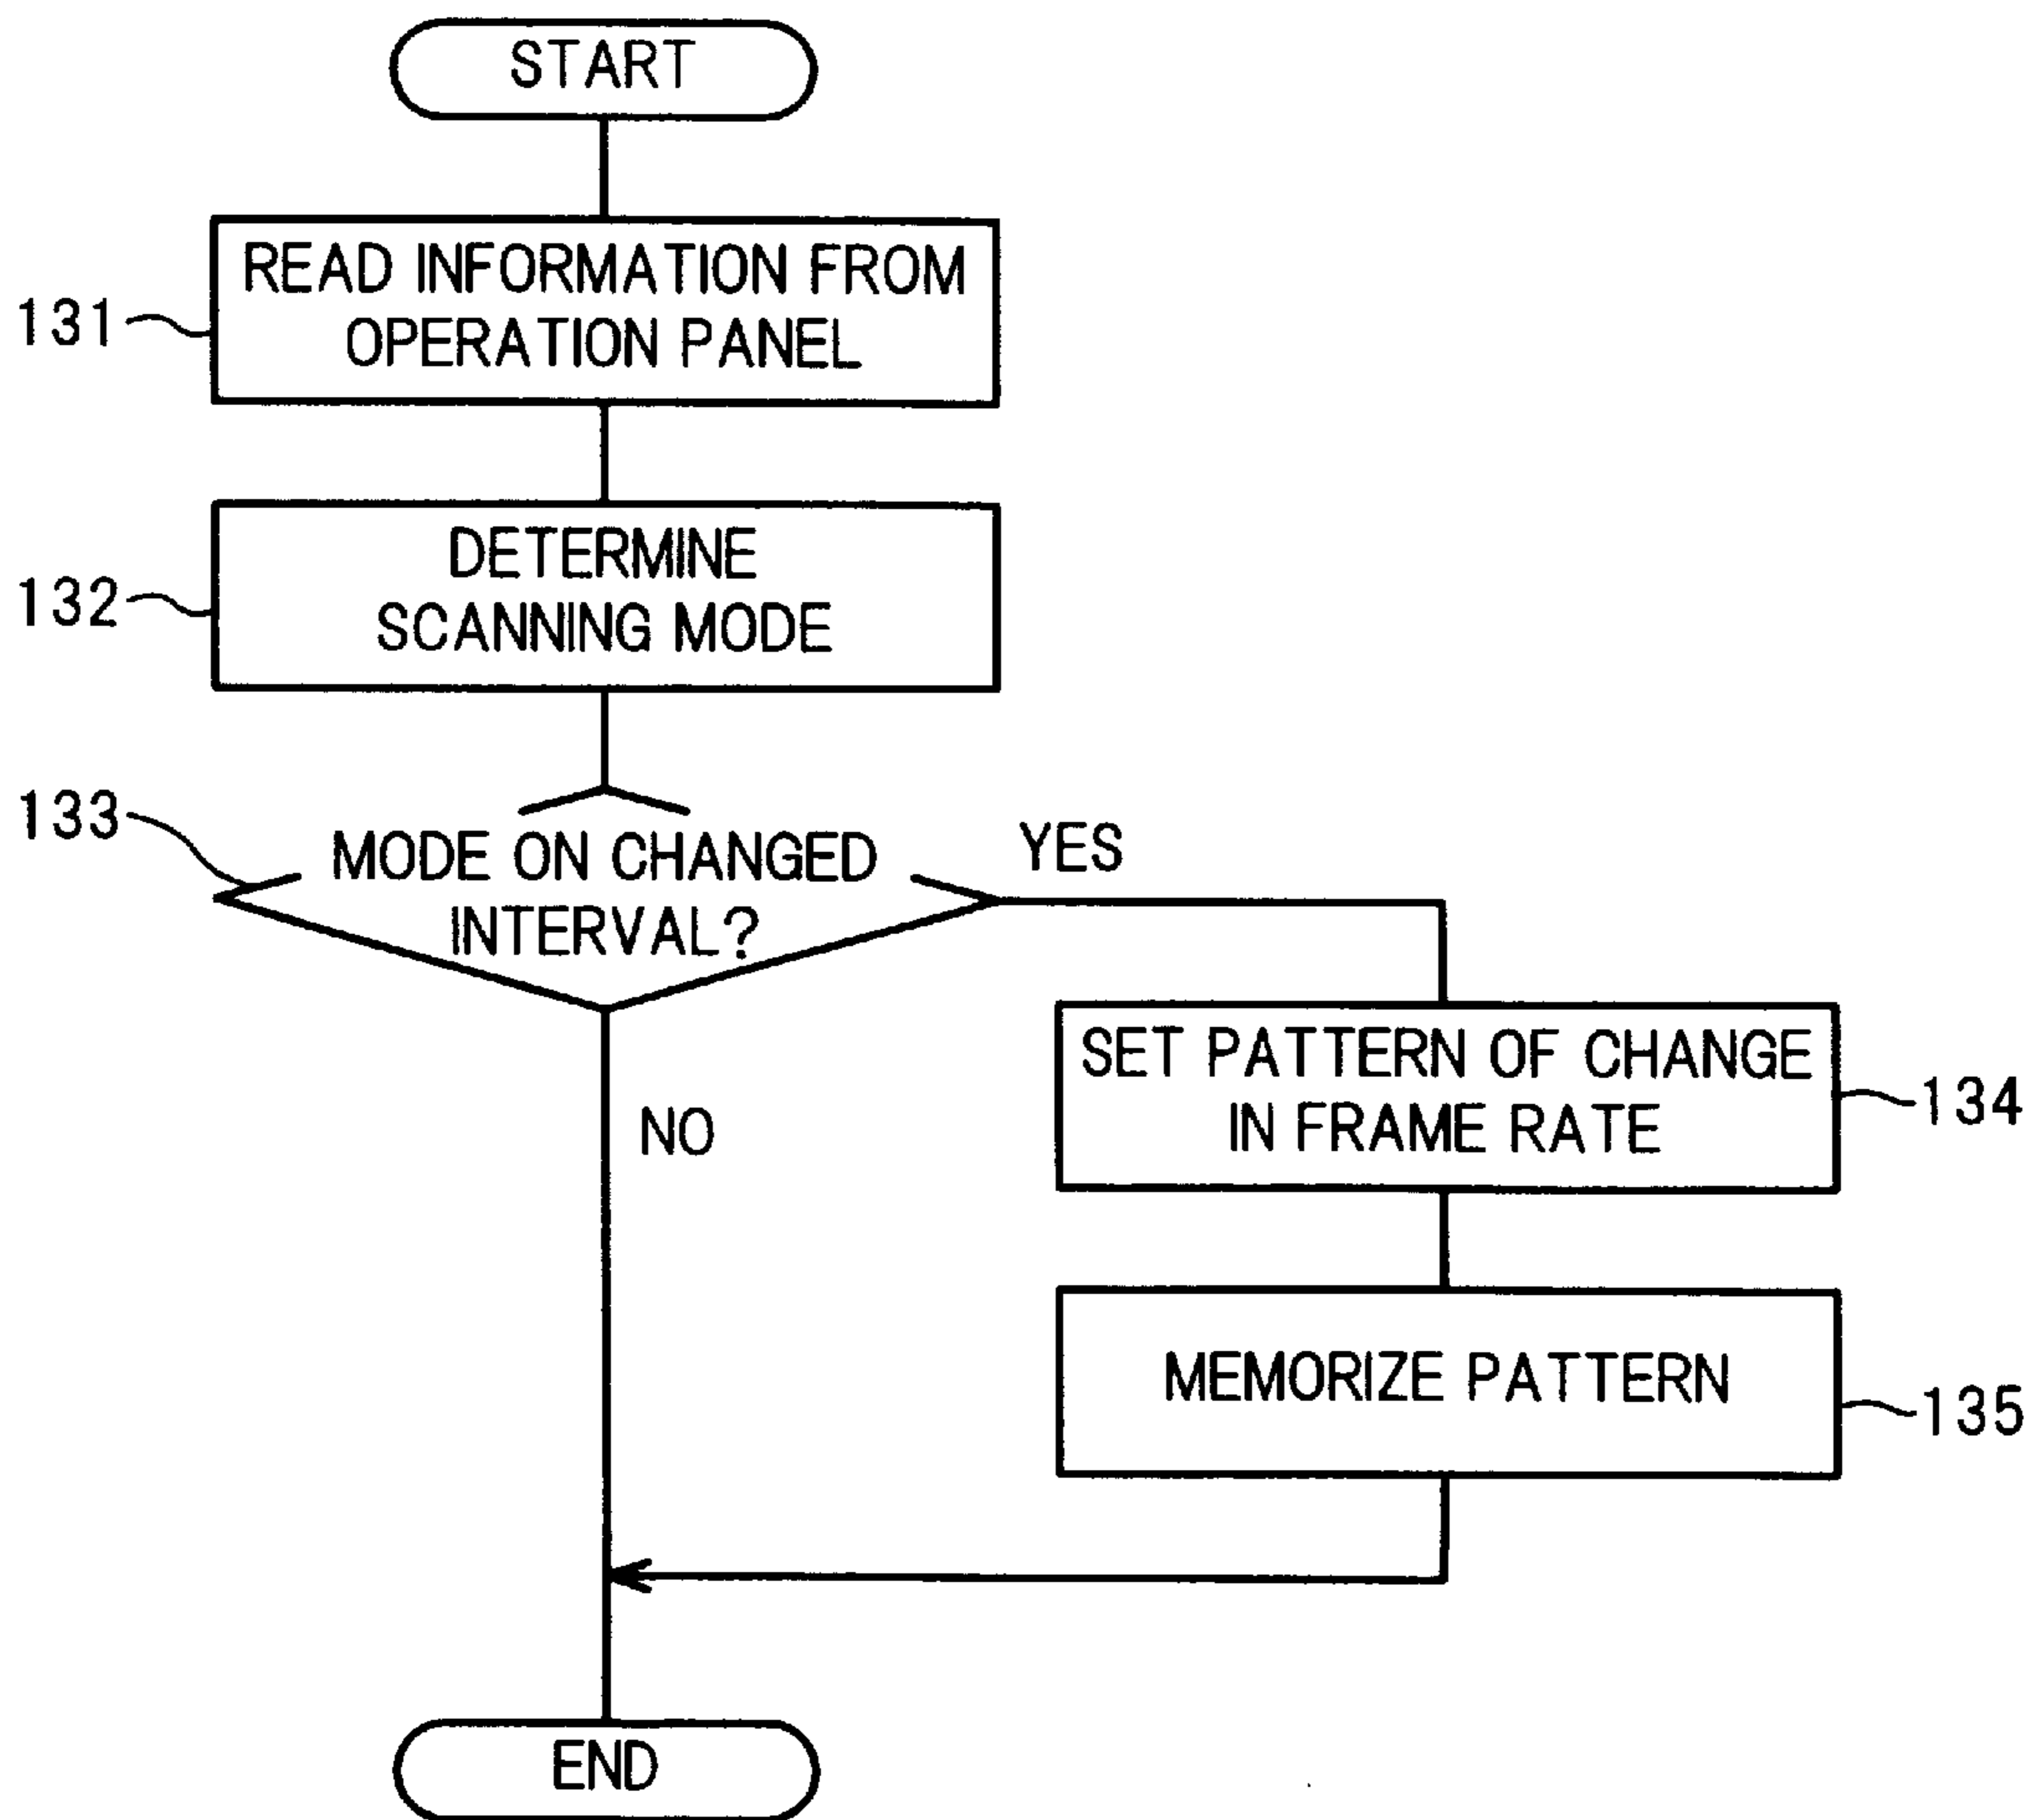 START
READ INFORMATION FROM
OPERATION PANEL
131
DETERMINE
SCANNING MODE
132
133
MODE ON CHANGED
INTERVAL?
YES
NO
SET PATTERN OF CHANGE
IN FRAME RATE
134
MEMORIZE PATTERN
135
END